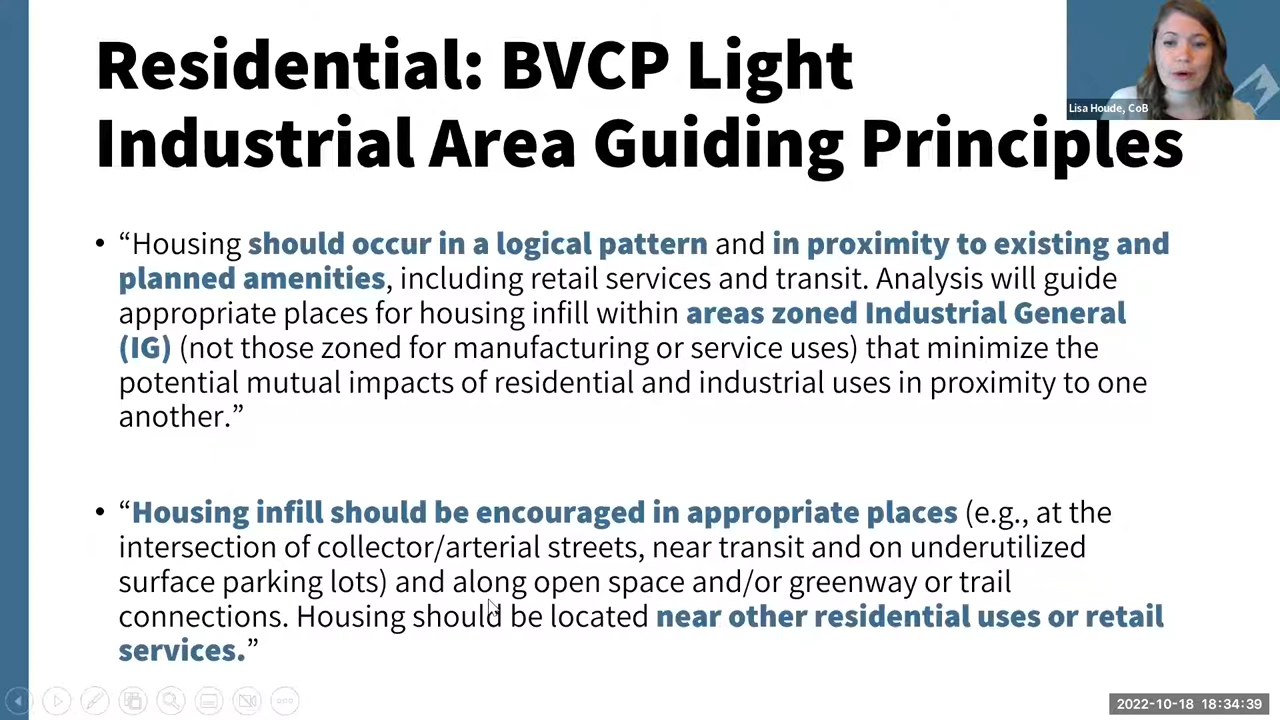 Residential: BVCP Light
Industrial Area Guiding Principles
Lisa Houde, CoB
• “Housing should occur in a logical pattern and in proximity to existing and
planned amenities, including retail services and transit. Analysis will guide
appropriate places for housing infill within areas zoned Industrial General
(IG) (not those zoned for manufacturing or service uses) that minimize the
potential mutual impacts of residential and industrial uses in proximity to one
another.”
• “Housing infill should be encouraged in appropriate places (e.g., at the
intersection of collector/arterial streets, near transit and on underutilized
surface parking lots) and along open space and/or greenway or trail
connections. Housing should be located near other residential uses or retail
services.”
2022-10-18 18:34:39